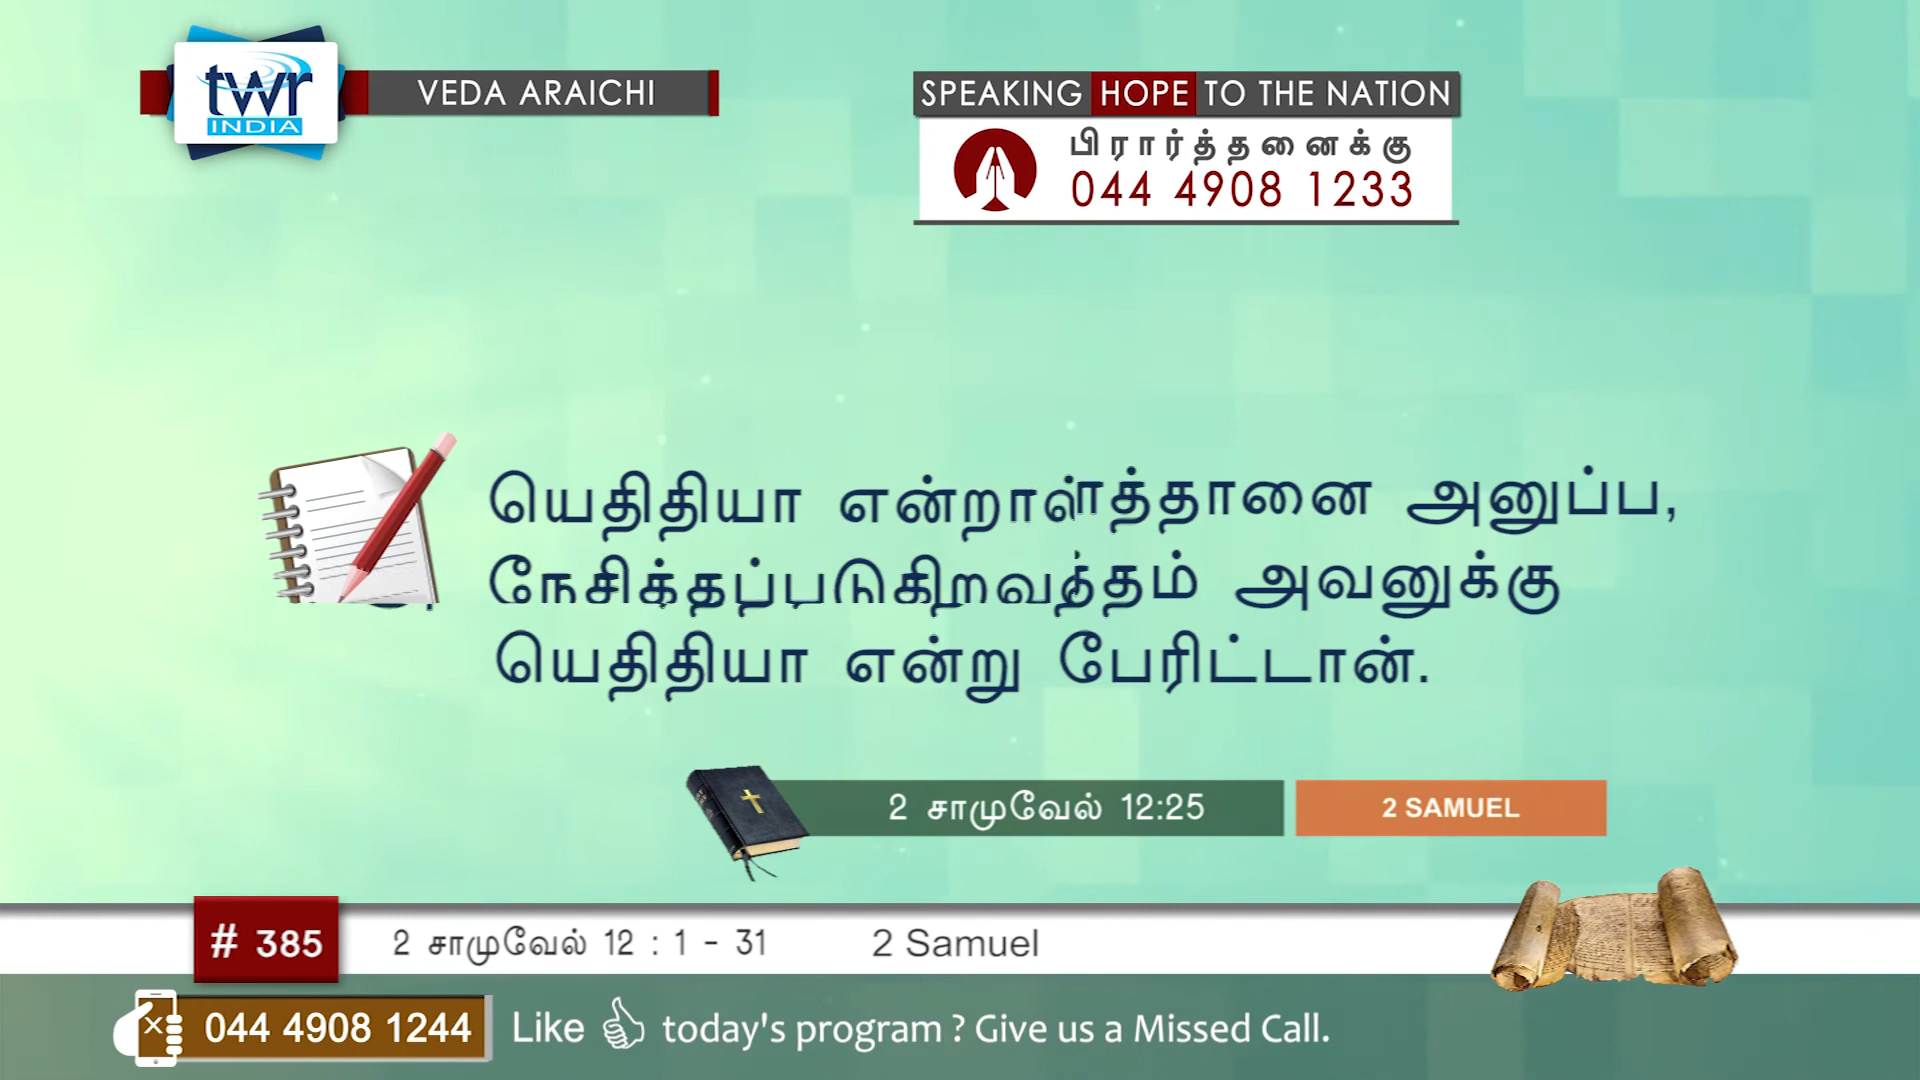 twr
INDIA
VEDA ARAICHI
SPEAKING HOPE TO THE NATION
பிரார்த்தனைக்கு
044 4908 1233
யெதிதியா என்றால் த்தானை அனுப்ப,
நேசிக்கப்படுகிறவ த்தம் அவனுக்கு
யெதிதியா என்று பேரிட்டான்.
2 சாமுவேல் 12:25
2 SAMUEL
# 385
2 சாமுவேல் 12 : 1 - 31
2 Samuel
044 4908 1244
Like today's program ? Give us a Missed Call.